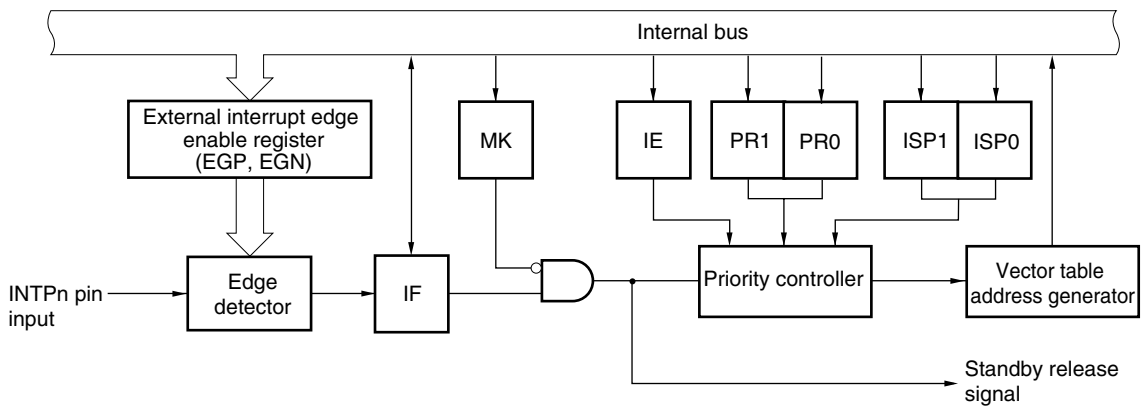 Internal bus
External interrupt edge
enable register
(EGP, EGN)
MK
IE
PR1
PR0
ISP1
ISP0
INTPn pin
input
Edge
detector
IF
Priority controller
Vector table
address generator
Standby release
signal